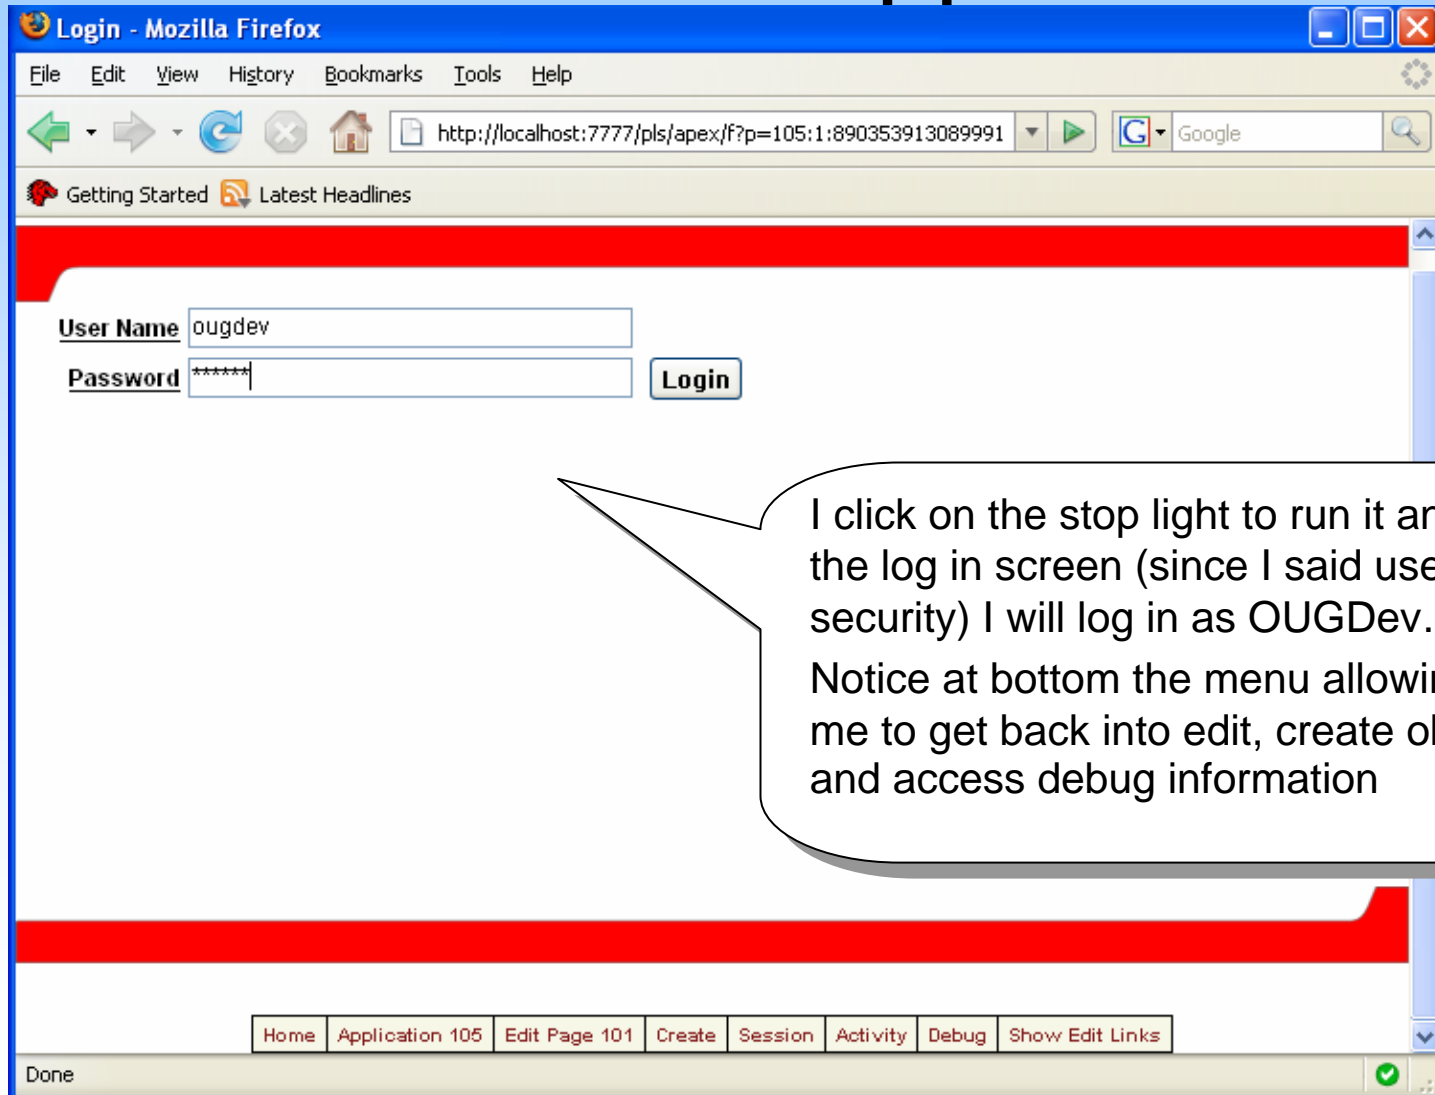 Login - Mozilla Firefox
File Edit View History Bookmarks Tools Help
http://localhost:7777/pls/apex/f?p=105:1:890353913089991
G Google
Getting Started Latest Headlines
User Name ougdev
Password ******
Login
I click on the stop light to run it
the log in screen (since I said
security) I will log in as OUGDev.
Notice at bottom the menu
me to get back into edit, create
and access debug information
Home Application 105 Edit Page 101 Create Session Activity Debug Show Edit Links
Done